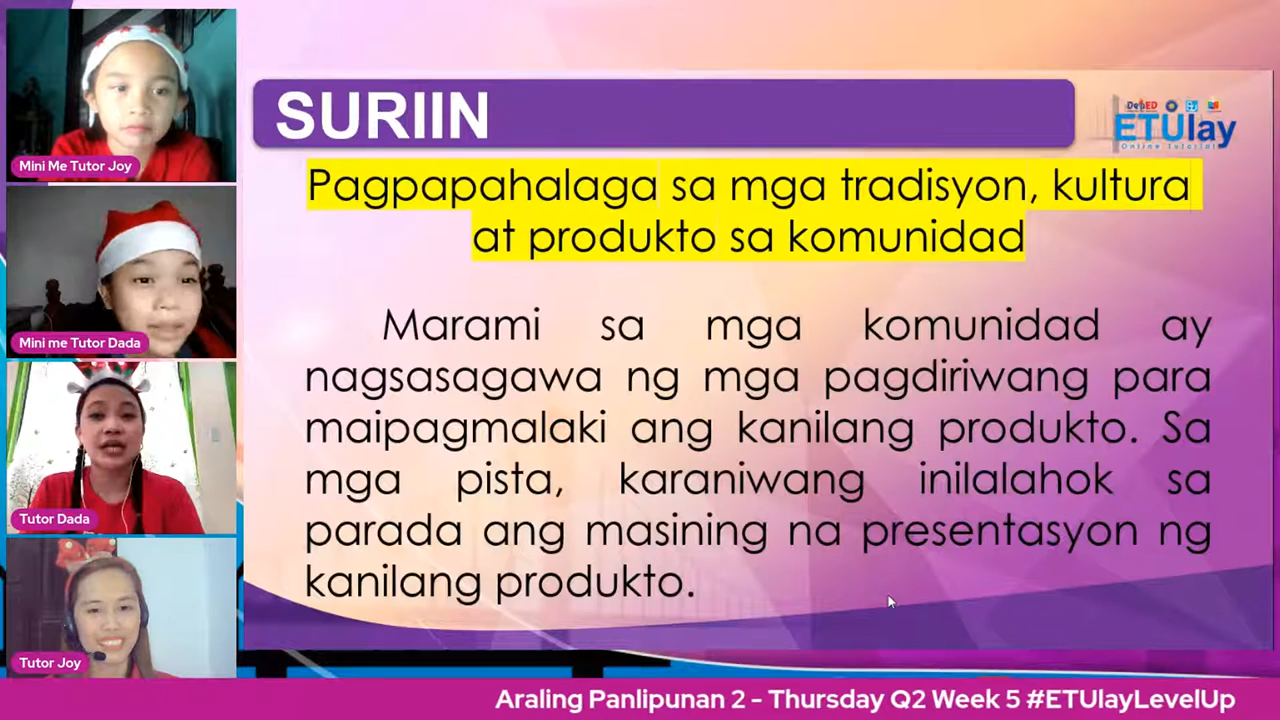 Mini Me Tutor Joy
Mini me Tutor Dada
Tutor Dada
Tutor Joy
SURIIN
DepED
ETUlay
Online Tutorial
Pagpapahalaga sa mga tradisyon, kultura
at produkto sa komunidad
Marami sa mga komunidad ay
nagsasagawa ng mga pagdiriwang para
maipagmalaki ang kanilang produkto. Sa
mga pista, karaniwang inilalahok sa
parada ang masining na presentasyon ng
kanilang produkto.
Araling Panlipunan 2 - Thursday Q2 Week 5 #ETUlayLevelUp